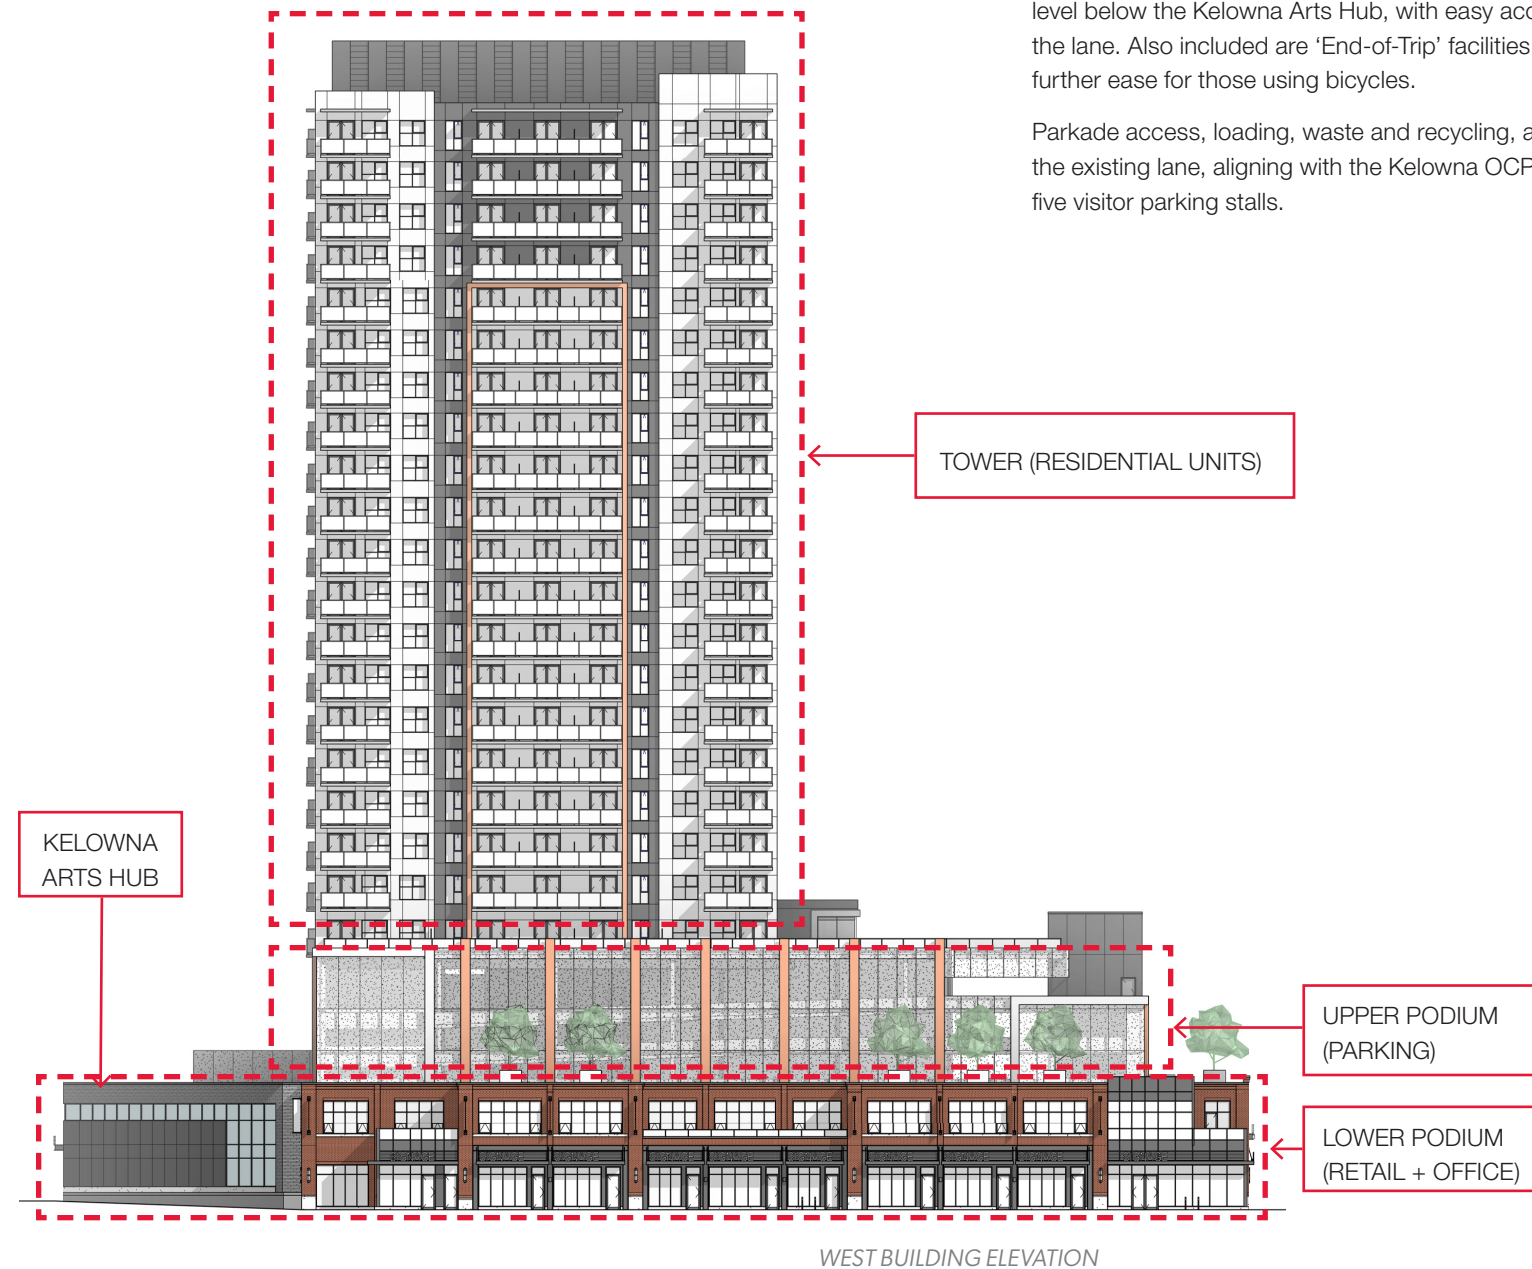 level below the Kelowna Arts Hub, with easy
the lane. Also included are ‘End-of-Trip’ facilities
further ease for those using bicycles.
Parkade access, loading, waste and recycling,
the existing lane, aligning with the Kelowna OCP
five visitor parking stalls.
TOWER (RESIDENTIAL UNITS)
KELOWNA
ARTS HUB
UPPER PODIUM
(PARKING)
LOWER PODIUM
(RETAIL + OFFICE)
WEST BUILDING ELEVATION